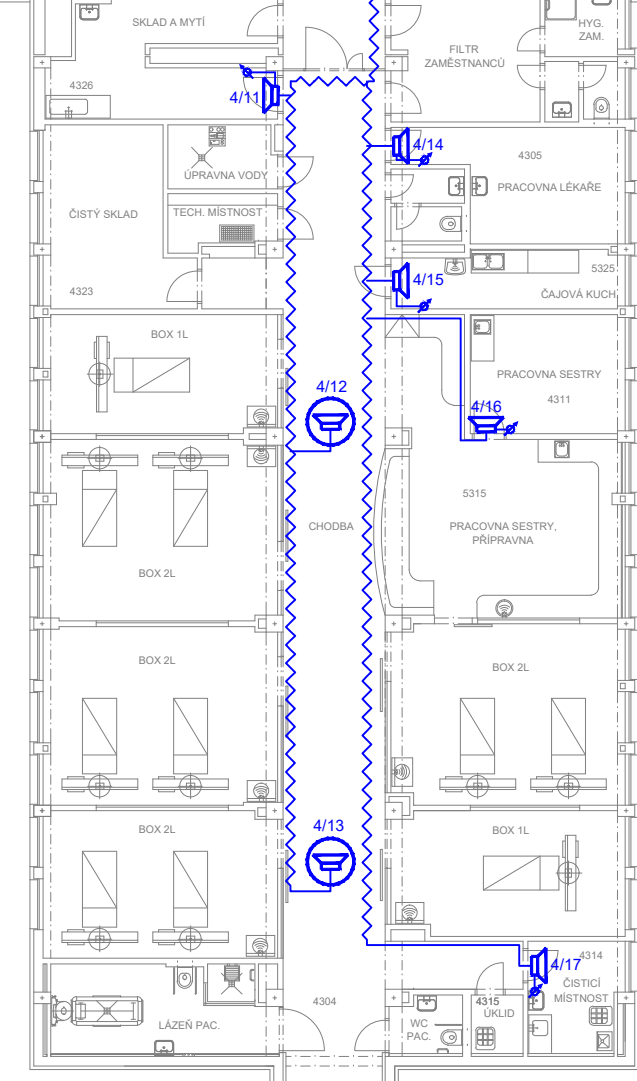 SKLAD A MYTÍ
HYG.
ZAM.
FILTR
ZAMĚSTNANCŮ
4326
4/11
4/14
4305
PRACOVNA LÉKAŘE
ÚPRAVNA VODY
ČISTÝ SKLAD
TECH. MÍSTNOST
4323
4/15
5325
ČAJOVÁ KUCH.
BOX 1L
4/12
PRACOVNA SESTRY
4311
4/16
5315
CHODBA
PRACOVNA SESTRY,
PŘÍPRAVNA
BOX 2L
BOX 2L
BOX 2L
4/13
BOX 2L
BOX 1L
4/17
4314
ČISTICÍ
MÍSTNOST
4304
4315
ÚKLID
WC
PAC.
LÁZEŇ PAC.